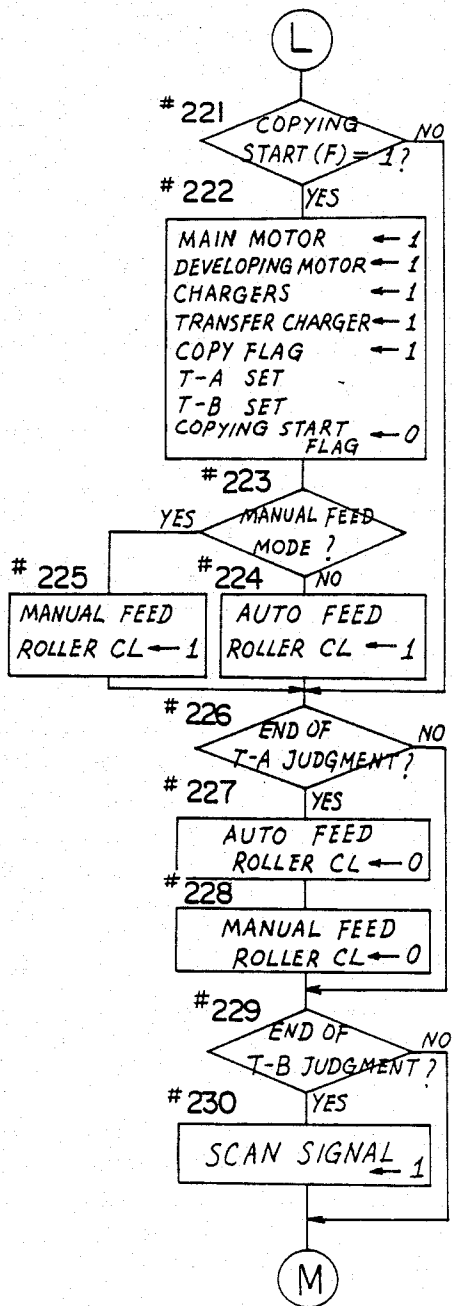 L
#221
COPYING
START (F) = 1?
NO
YES
#222
MAIN MOTOR ← 1
DEVELOPING MOTOR ← 1
CHARGERS ← 1
TRANSFER CHARGER ← 1
COPY FLAG ← 1
T-A SET
T-B SET
COPYING START
FLAG ← 0
#223
MANUAL FEED
MODE ?
YES
NO
#225
MANUAL FEED
ROLLER CL ← 1
#224
AUTO FEED
ROLLER CL ← 1
#226
END OF
T-A JUDGMENT?
NO
YES
#227
AUTO FEED
ROLLER CL ← 0
#228
MANUAL FEED
ROLLER CL ← 0
#229
END OF
T-B JUDGMENT?
NO
YES
#230
SCAN SIGNAL
← 1
M